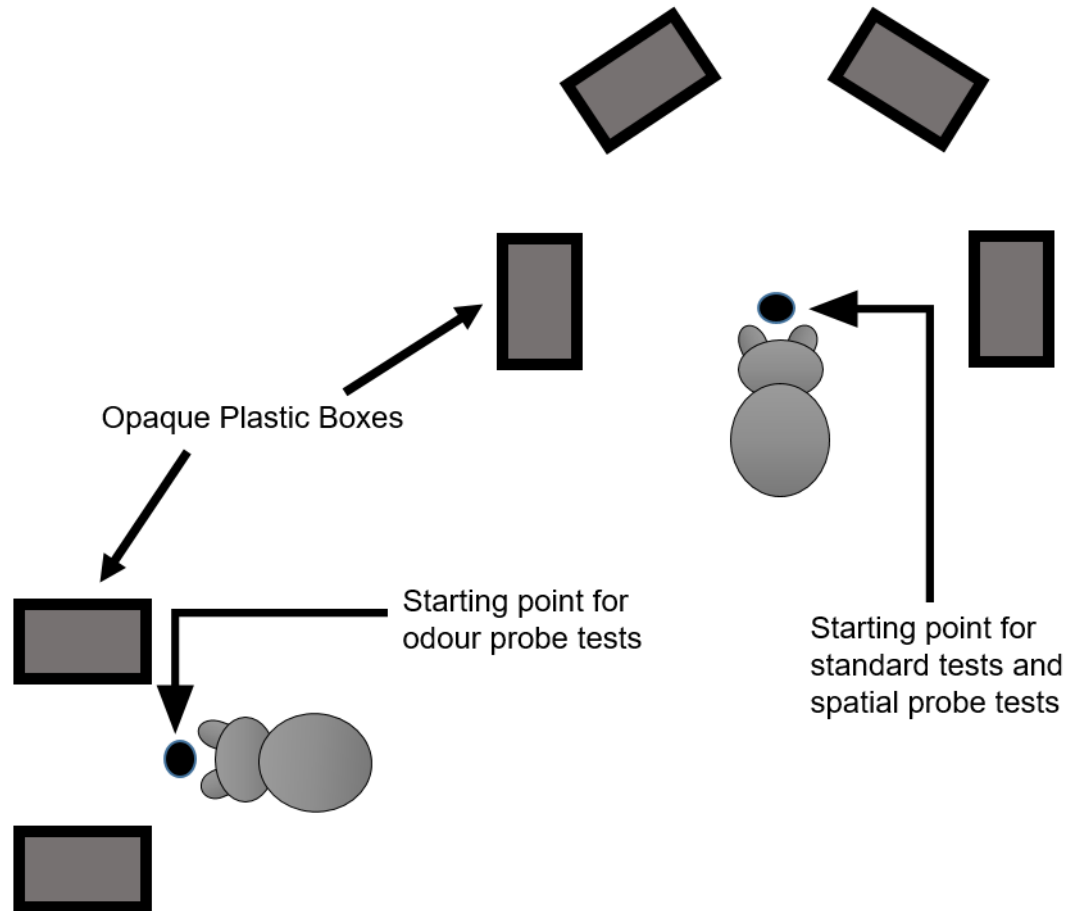 Opaque Plastic Boxes
Starting point for
odour probe tests
Starting point for
standard tests and
spatial probe tests